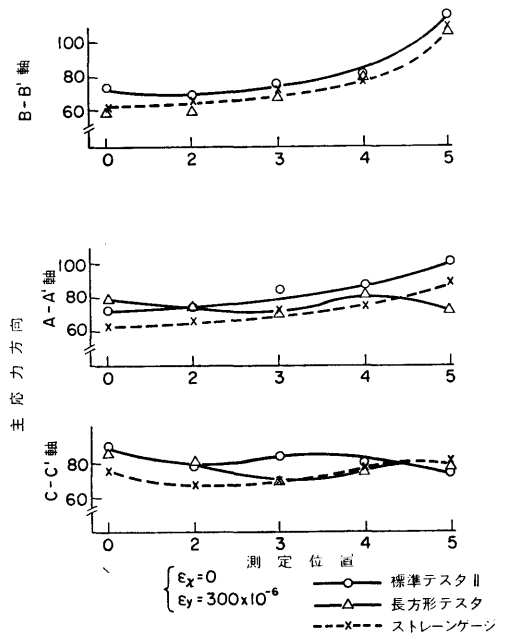 B-B'軸
100
80
60
0 2 3 4 5
主応力方向
A-A'軸
100
80
60
0 2 3 4 5
C-C'軸
80
60
0 2 3 4 5
測定位置
εx=0
εy=300x10⁻⁶
標準テスタⅡ
長方形テスタ
ストレーンゲージ